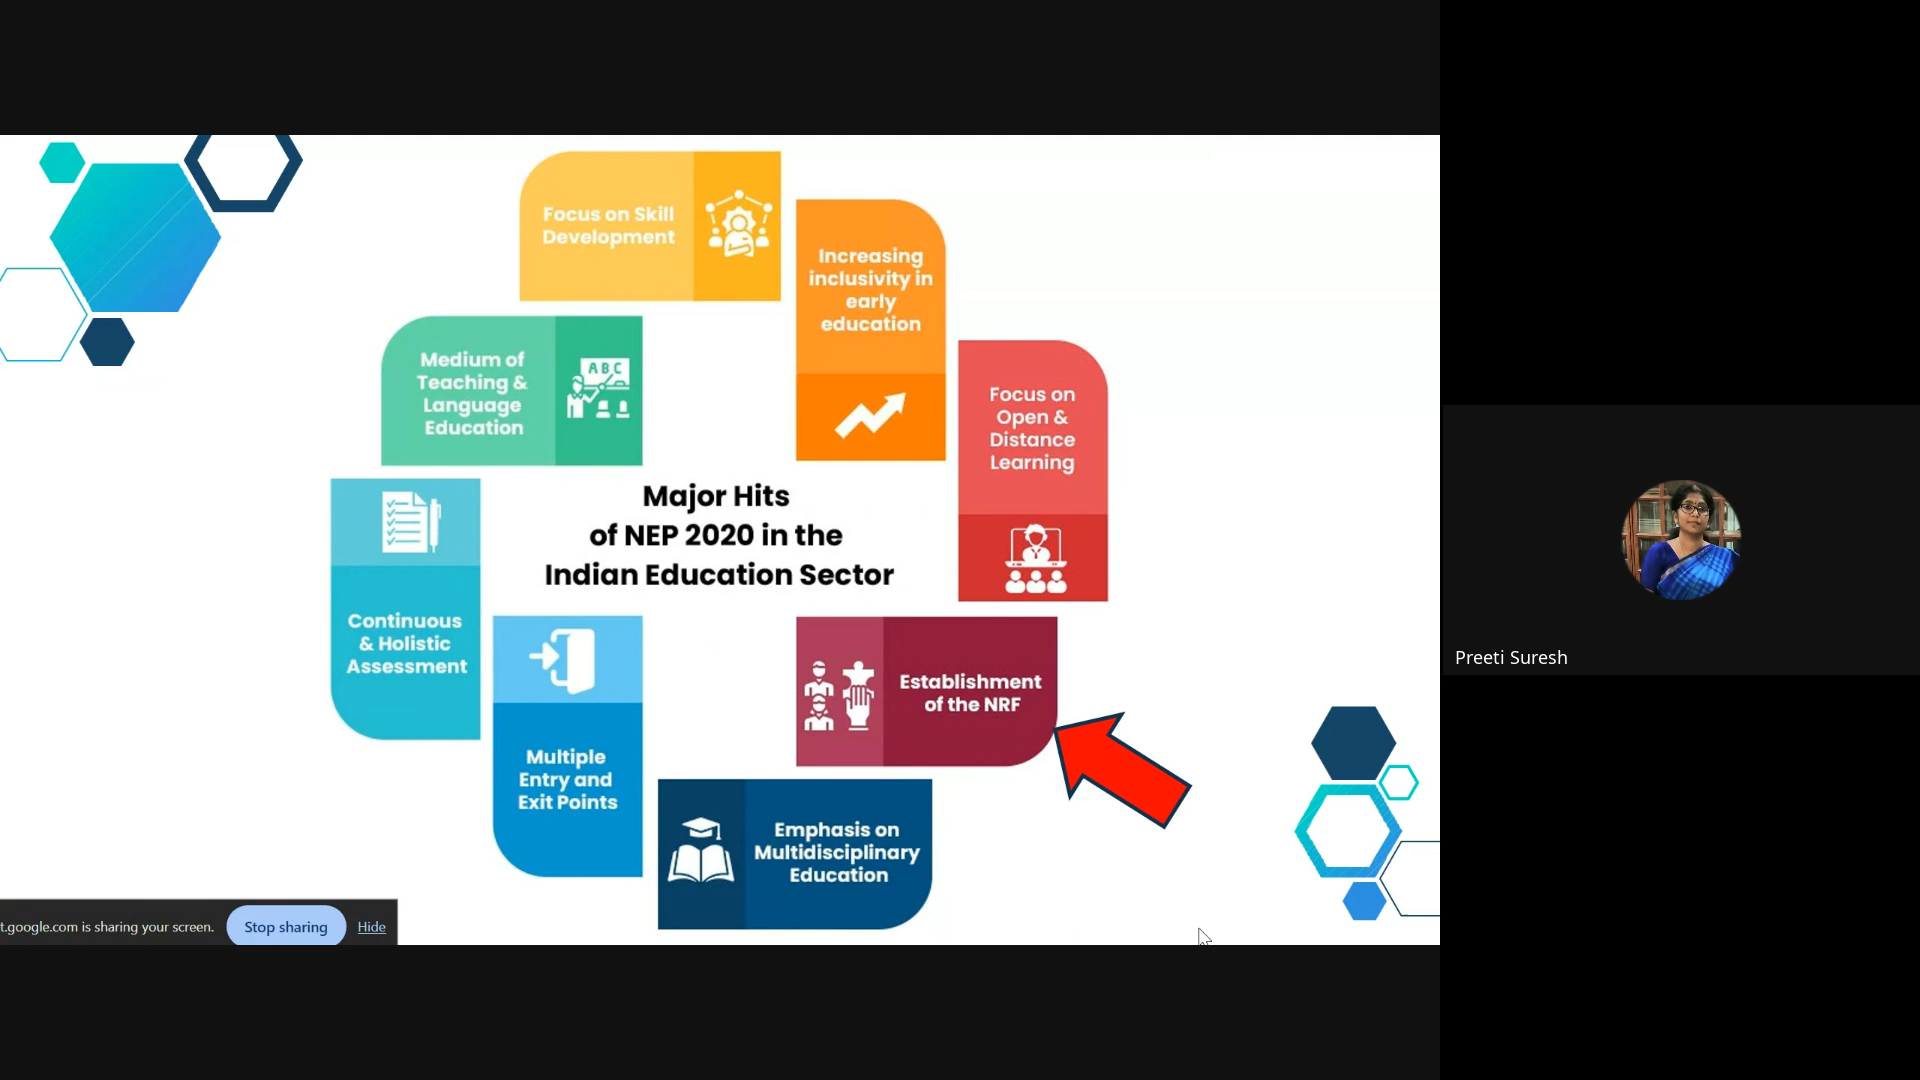 Focus on Skill
Development
Increasing
inclusivity in
early
education
Medium of
Teaching &
Language
Education
ABC
Focus on
Open &
Distance
Learning
Major Hits
of NEP 2020 in the
Indian Education Sector
Continuous
& Holistic
Assessment
Establishment
of the NRF
Multiple
Entry and
Exit Points
Emphasis on
Multidisciplinary
Education
t.google.com is sharing your screen.
Stop sharing
Hide
Preeti Suresh